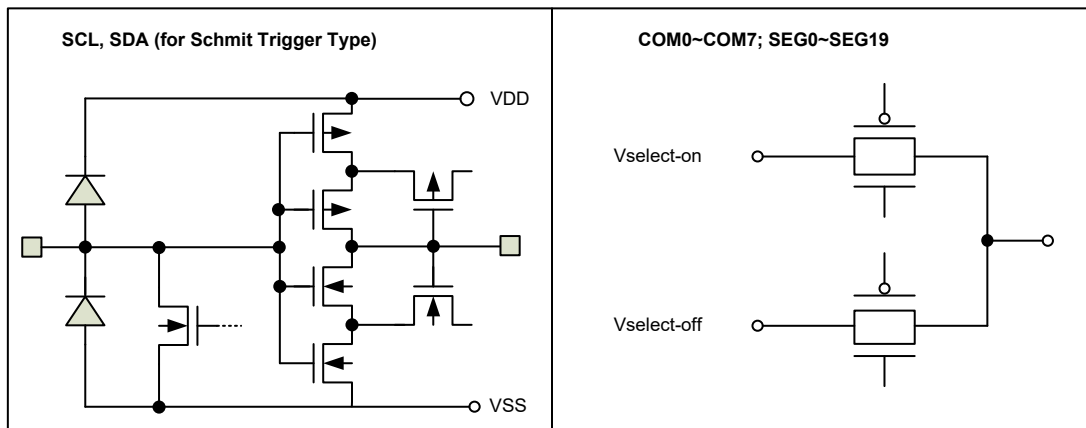 SCL, SDA (for Schmit Trigger Type)
VDD
VSS
COM0~COM7; SEG0~SEG19
Vselect-on
Vselect-off